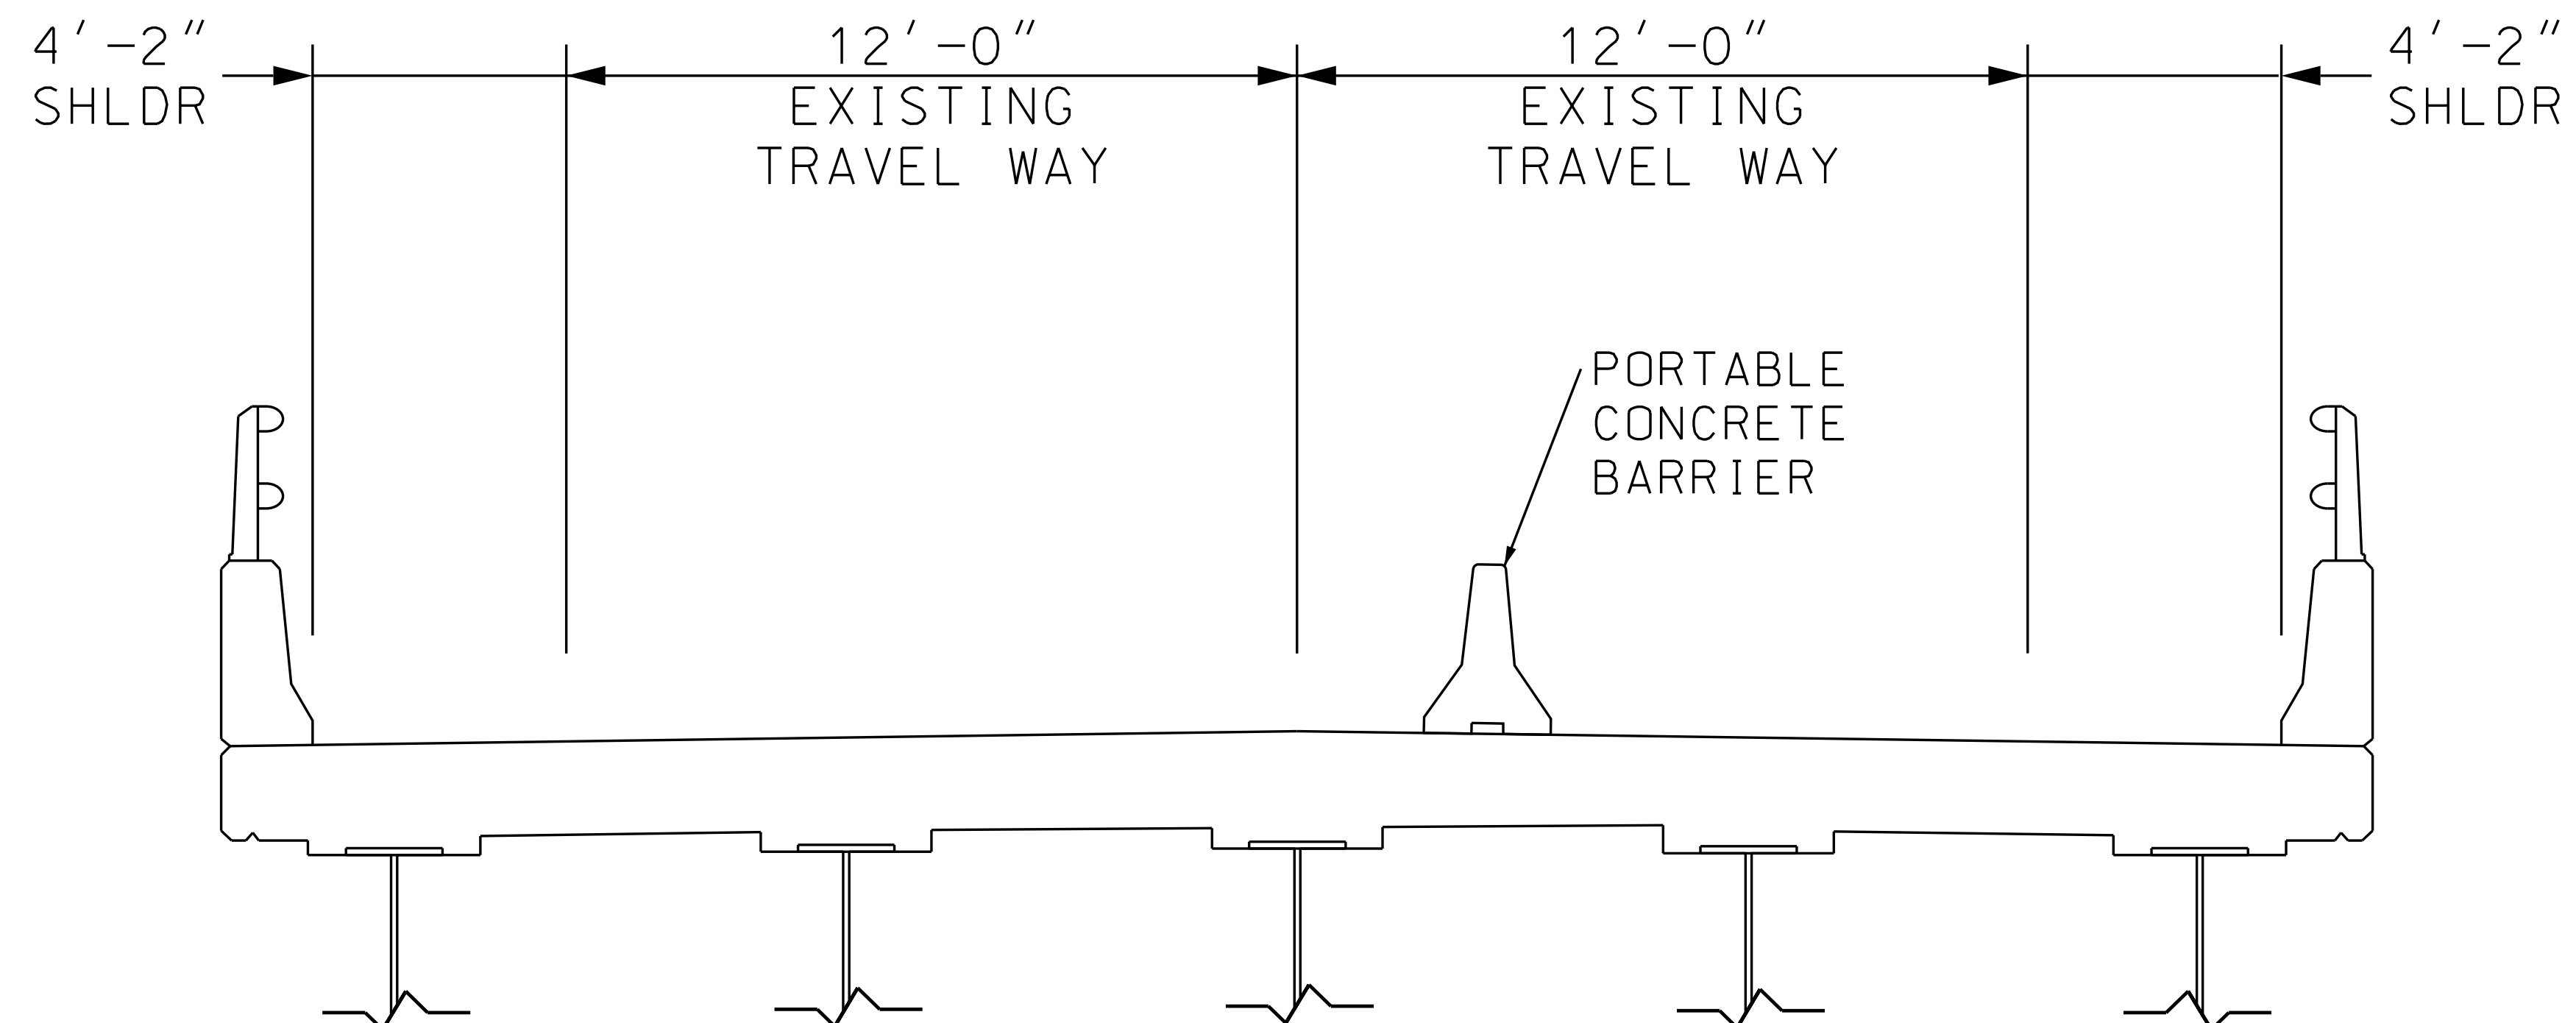 4'-2"
SHLDR
12'-0"
EXISTING
TRAVEL WAY
12'-0"
EXISTING
TRAVEL WAY
4'-2"
SHLDR
PORTABLE
CONCRETE
BARRIER